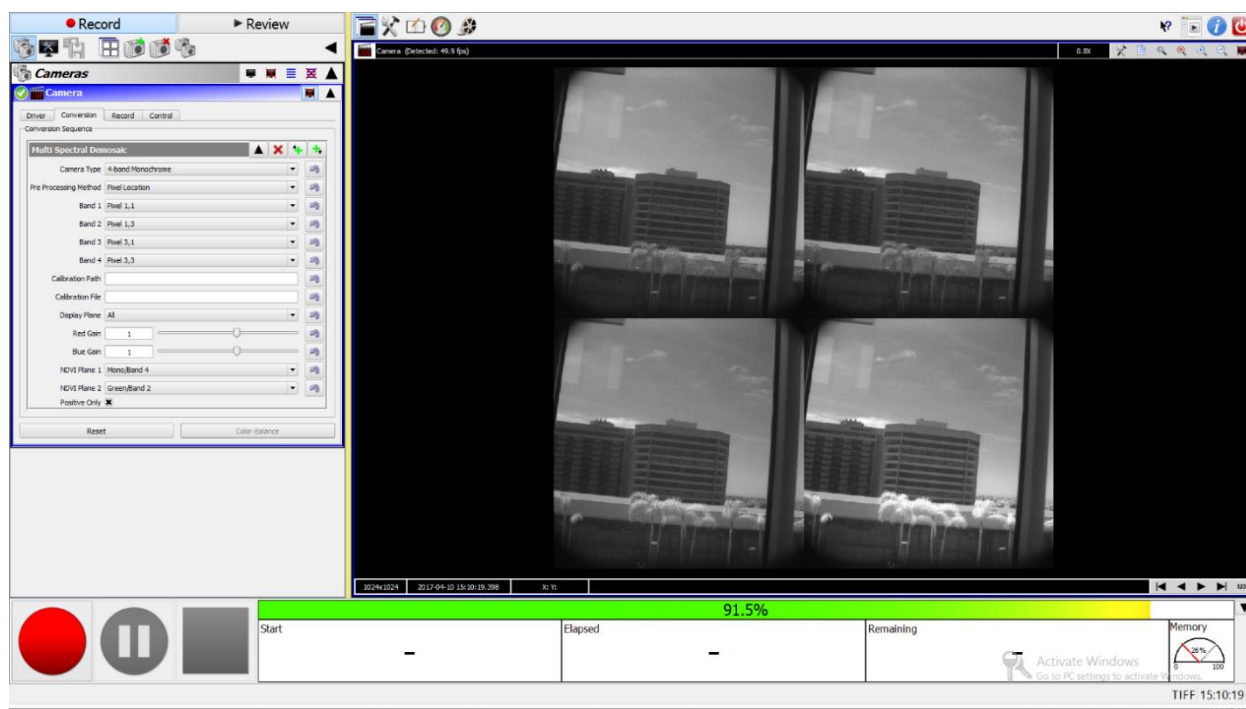 Record
Review
Cameras
Camera
Driver Conversion Record Control
Conversion Sequence
Multi Spectral Demosaic
Camera Type 4-band Monochrome
Pre Processing Method Pixel Location
Band 1 Pixel 1,1
Band 2 Pixel 1,3
Band 3 Pixel 3,1
Band 4 Pixel 3,3
Calibration Path
Calibration File
Display Plane All
Red Gain 1
Blue Gain 1
NDVI Plane 1 Mono/Band 4
NDVI Plane 2 Green/Band 2
Positive Only
Reset Color-Balance
Camera (Detected: 49.9 fps) 0.8X
1024x1024 2017-04-10 15:10:19.398 X: Y: 123
91.5%
Start Elapsed Remaining Memory
- - -
26%
0 100
Activate Windows
Go to PC settings to activate Windows.
TIFF 15:10:19